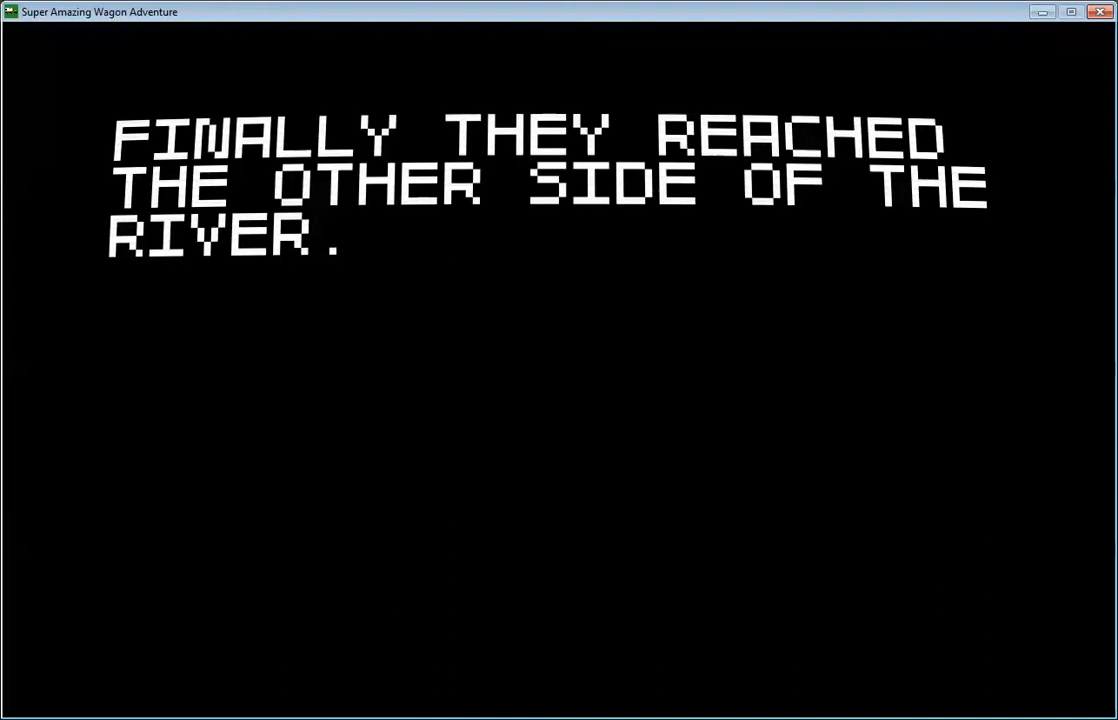 Super Amazing Wagon Adventure
FINALLY THEY REACHED
THE OTHER SIDE OF THE
RIVER.